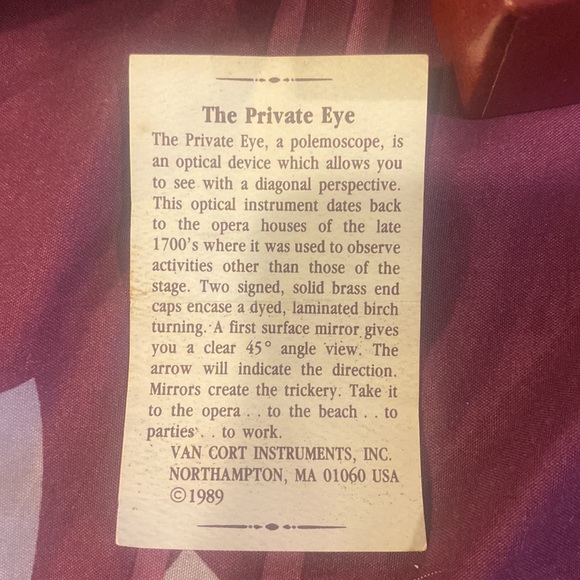 The Private Eye
The Private Eye, a polemoscope, is
an optical device which allows you
to see with a diagonal perspective.
This optical instrument dates back
to the opera houses of the late
1700's where it was used to observe
activities other than those of the
stage. Two signed, solid brass end
caps encase a dyed, laminated birch
turning. A first surface mirror gives
you a clear 45° angle view. The
arrow will indicate the direction.
Mirrors create the trickery. Take it
to the opera . . to the beach . . to
parties . . to work.
VAN CORT INSTRUMENTS, INC.
NORTHAMPTON, MA 01060 USA
©1989